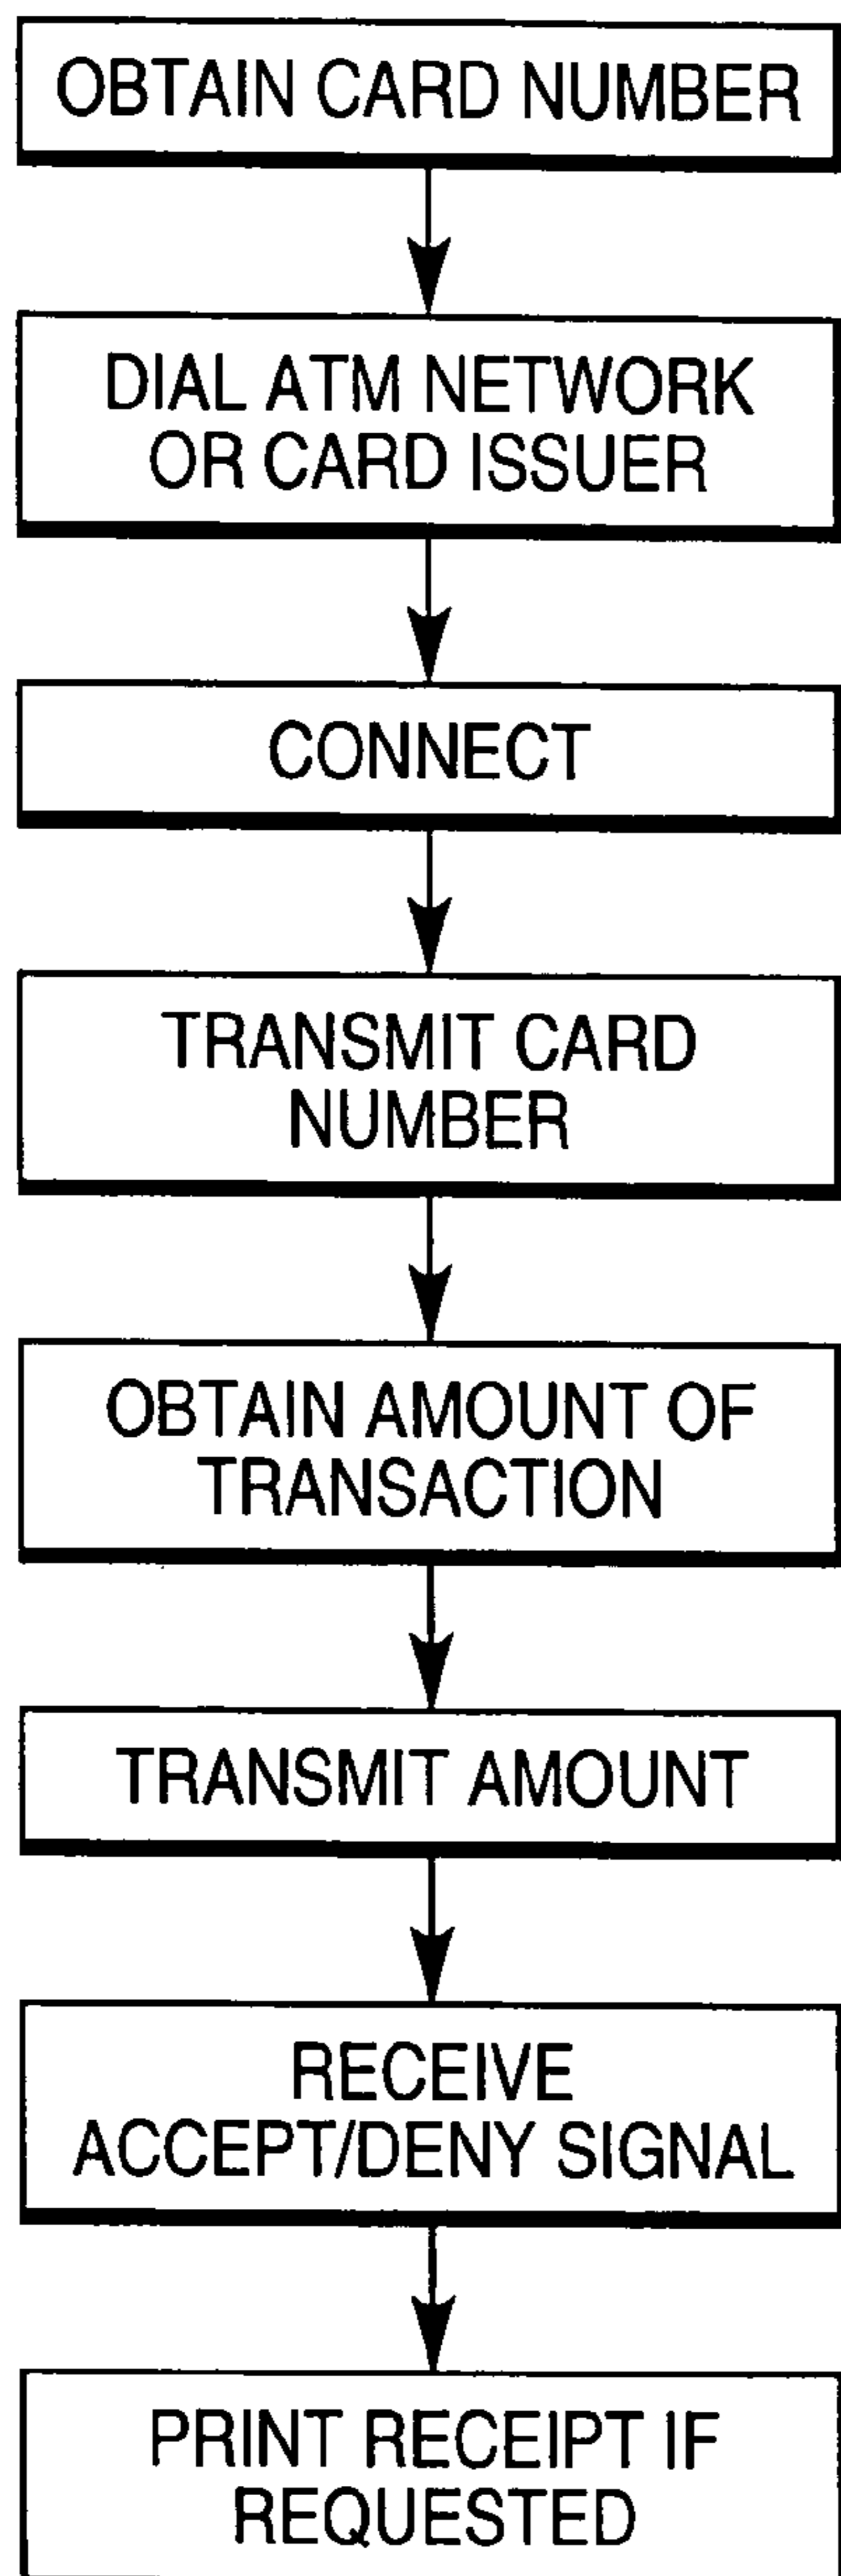 OBTAIN CARD NUMBER
DIAL ATM NETWORK
OR CARD ISSUER
CONNECT
TRANSMIT CARD
NUMBER
OBTAIN AMOUNT OF
TRANSACTION
TRANSMIT AMOUNT
RECEIVE
ACCEPT/DENY SIGNAL
PRINT RECEIPT IF
REQUESTED